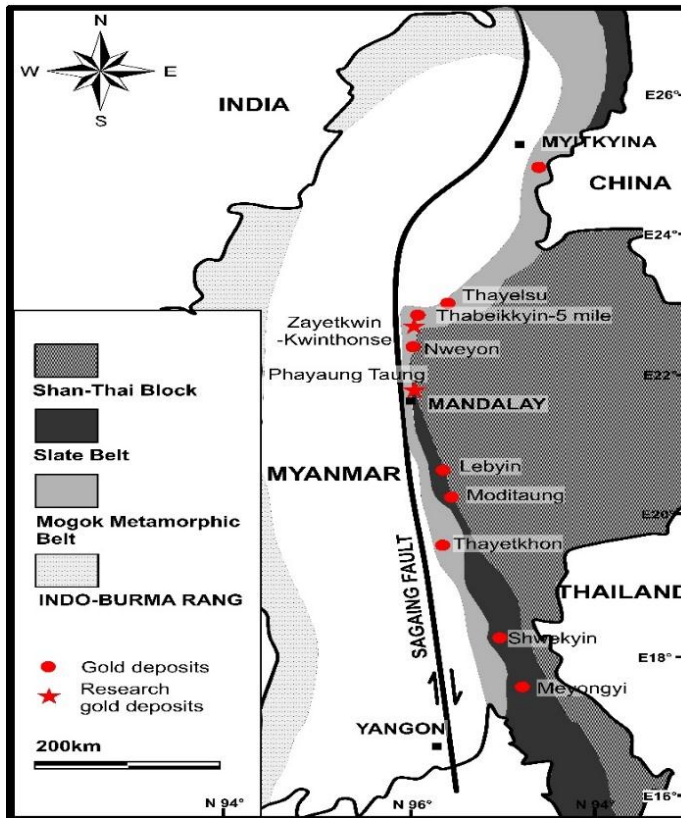 N
W
E
S
INDIA
E26°
MYITKYINA
CHINA
E24°
Thayelsu
Thabeikkyin-5 mile
Zayetkwin
-Kwinthonse
Nweyon
Phayaung Taung
E22°
MANDALAY
Shan-Thai Block
Slate Belt
Mogok Metamorphic
Belt
INDO-BURMA RANG
Gold deposits
Research
gold deposits
200km
MYANMAR
Lebyin
Moditaung
E20°
Thayetkhon
SAGAING FAULT
THAILAND
Shwekyin
E18°
Meyongyi
YANGON
E16°
N 94°
N 96°
N 94°